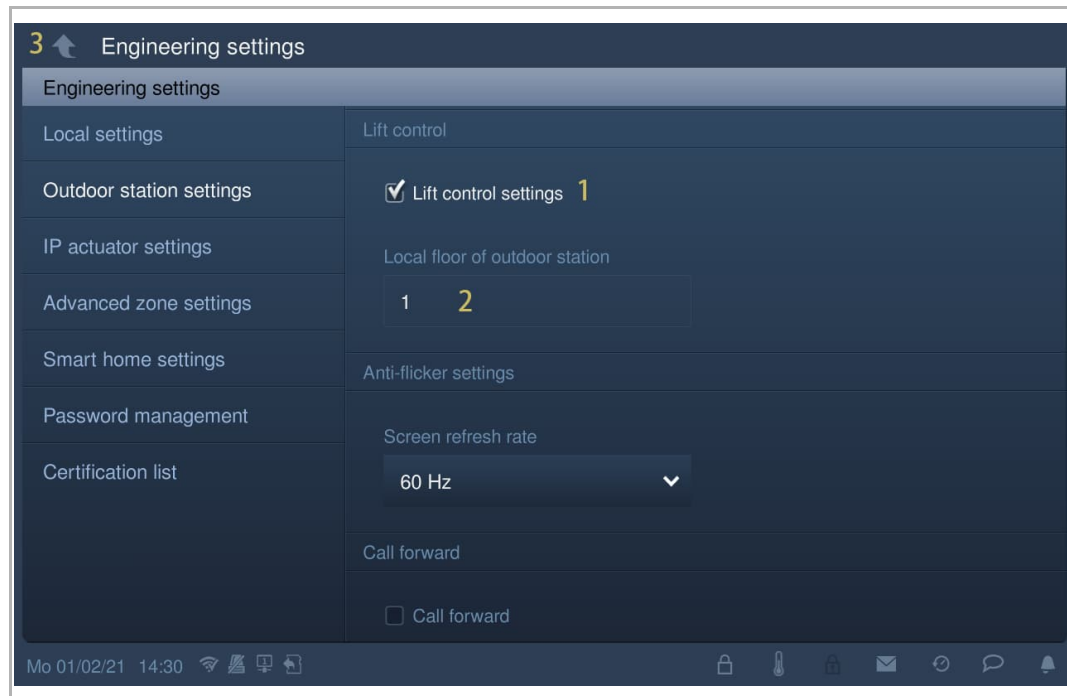 3 Engineering settings
Engineering settings
Local settings
Outdoor station settings
IP actuator settings
Advanced zone settings
Smart home settings
Password management
Certification list
Lift control
Lift control settings 1
Local floor of outdoor station
1 2
Anti-flicker settings
Screen refresh rate
60 Hz
Call forward
Call forward
Mo 01/02/21 14:30